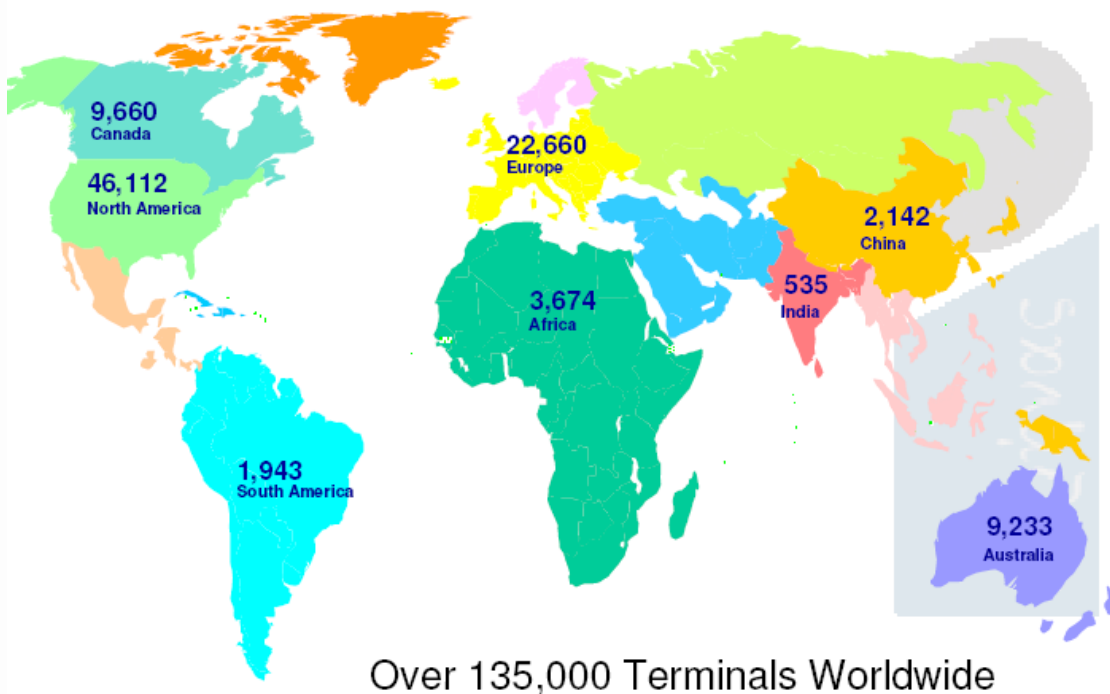 9,660
Canada
46,112
North America
22,660
Europe
2,142
China
535
India
3,674
Africa
1,943
South America
9,233
Australia
Over 135,000 Terminals Worldwide